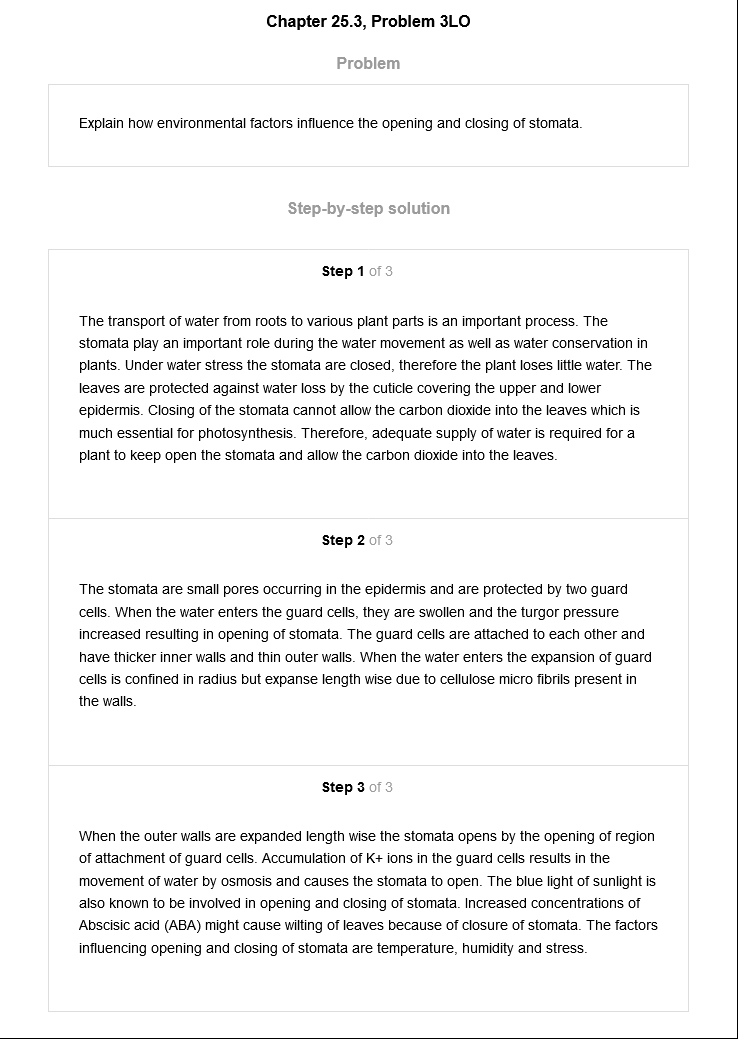 Chapter 25.3, Problem 3LO
Problem
Explain how environmental factors influence the opening and closing of stomata.
Step-by-step solution
Step 1 of 3
The transport of water from roots to various plant parts is an important process. The
stomata play an important role during the water movement as well as water conservation in
plants. Under water stress the stomata are closed, therefore the plant loses little water. The
leaves are protected against water loss by the cuticle covering the upper and lower
epidermis. Closing of the stomata cannot allow the carbon dioxide into the leaves which is
much essential for photosynthesis. Therefore, adequate supply of water is required for a
plant to keep open the stomata and allow the carbon dioxide into the leaves.
Step 2 of 3
The stomata are small pores occurring in the epidermis and are protected by two guard
cells. When the water enters the guard cells, they are swollen and the turgor pressure
increased resulting in opening of stomata. The guard cells are attached to each other and
have thicker inner walls and thin outer walls. When the water enters the expansion of guard
cells is confined in radius but expanse length wise due to cellulose micro fibrils present in
the walls.
Step 3 of 3
When the outer walls are expanded length wise the stomata opens by the opening of region
of attachment of guard cells. Accumulation of K+ ions in the guard cells results in the
movement of water by osmosis and causes the stomata to open. The blue light of sunlight is
also known to be involved in opening and closing of stomata. Increased concentrations of
Abscisic acid (ABA) might cause wilting of leaves because of closure of stomata. The factors
influencing opening and closing of stomata are temperature, humidity and stress.